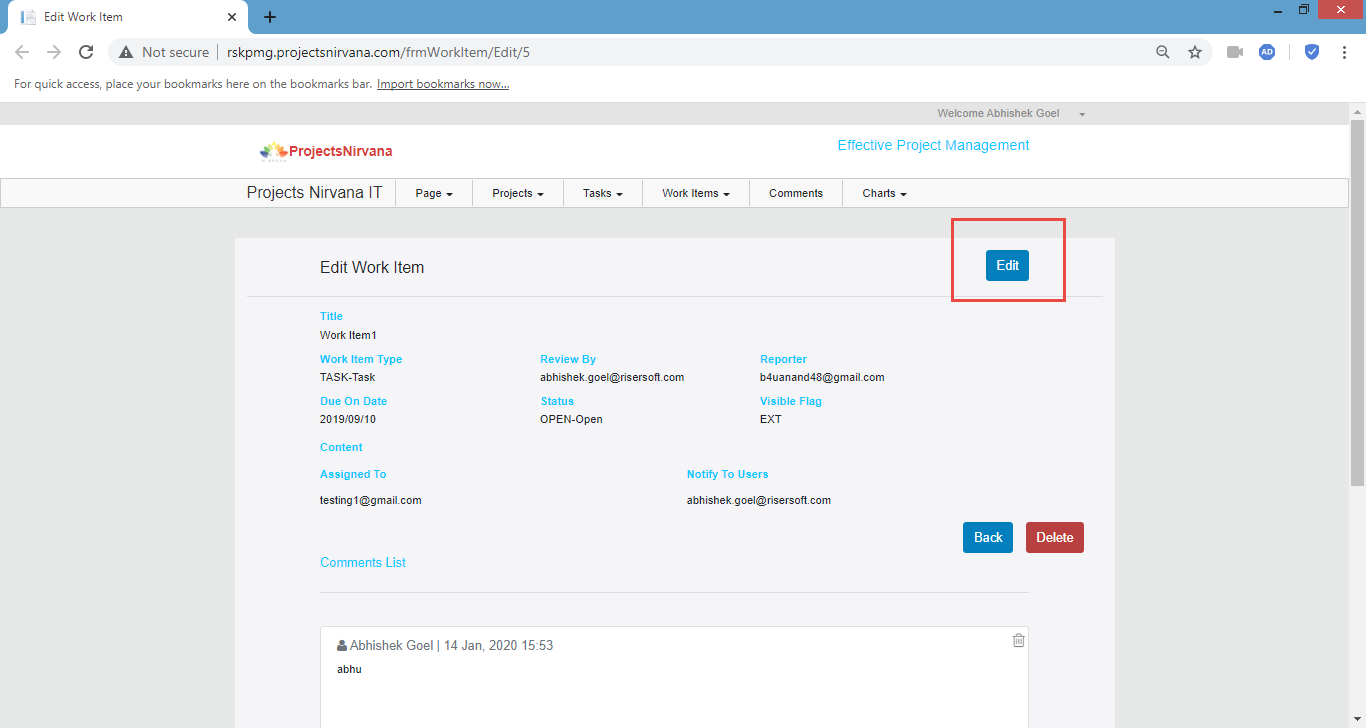 Edit Work Item
Not secure rskpmg.projectsnirvana.com/frmWorkItem/Edit/5 AD
For quick access, place your bookmarks here on the bookmarks bar. Import bookmarks now...
Welcome Abhishek Goel
ProjectsNirvana Effective Project Management
Projects Nirvana IT Page Projects Tasks Work Items Comments Charts
Edit Work Item Edit
Title
Work Item1
Work Item Type Review By Reporter
TASK-Task abhishek.goel@risersoft.com b4uanand48@gmail.com
Due On Date Status Visible Flag
2019/09/10 OPEN-Open EXT
Content
Assigned To Notify To Users
testing1@gmail.com abhishek.goel@risersoft.com
Back Delete
Comments List
Abhishek Goel | 14 Jan, 2020 15:53
abhu